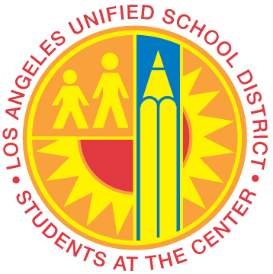 LOS ANGELES UNIFIED SCHOOL DISTRICT
• STUDENTS AT THE CENTER •